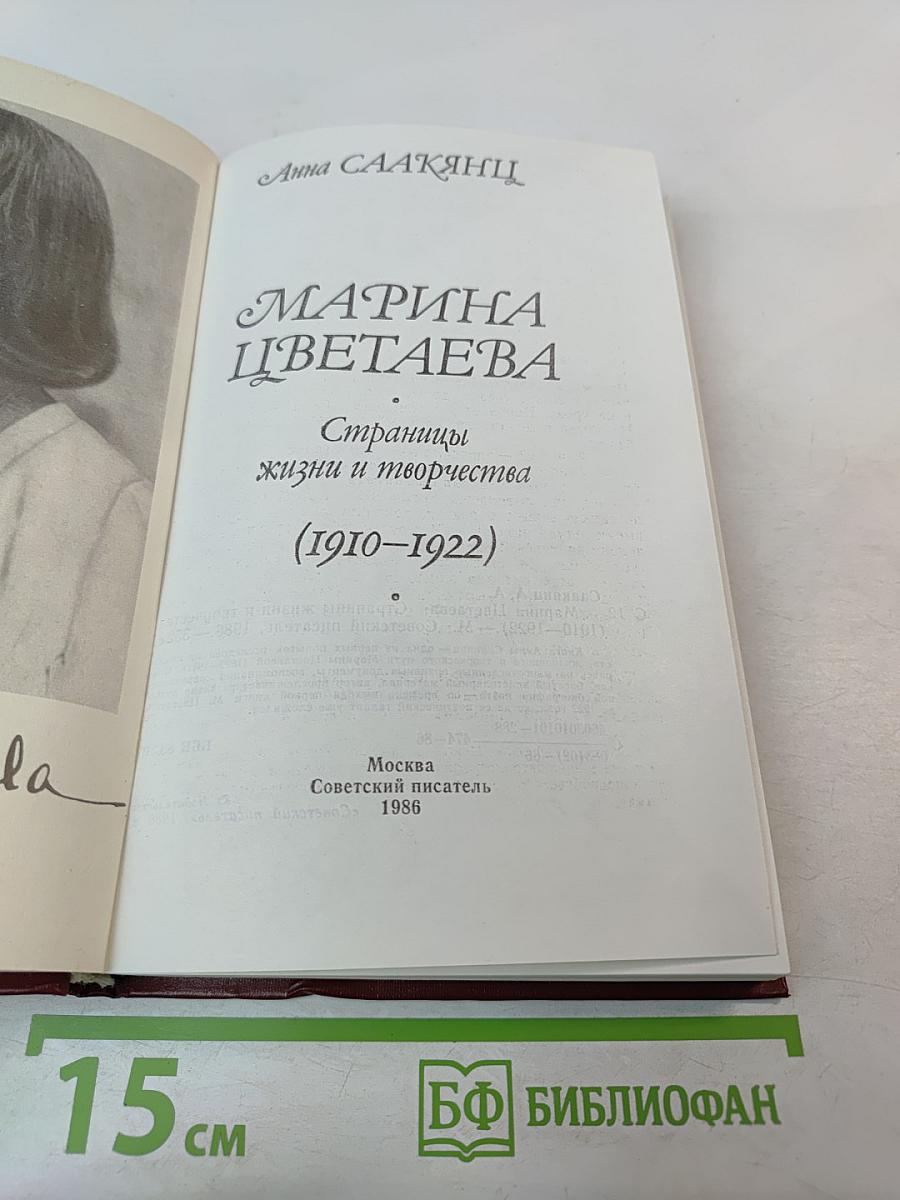 Анна СААКЯНЦ
МАРИНА
ЦВЕТАЕВА
Страницы
жизни и творчества
(1910—1922)
Москва
Советский писатель
1986
15 см
БФ БИБЛИОФАН